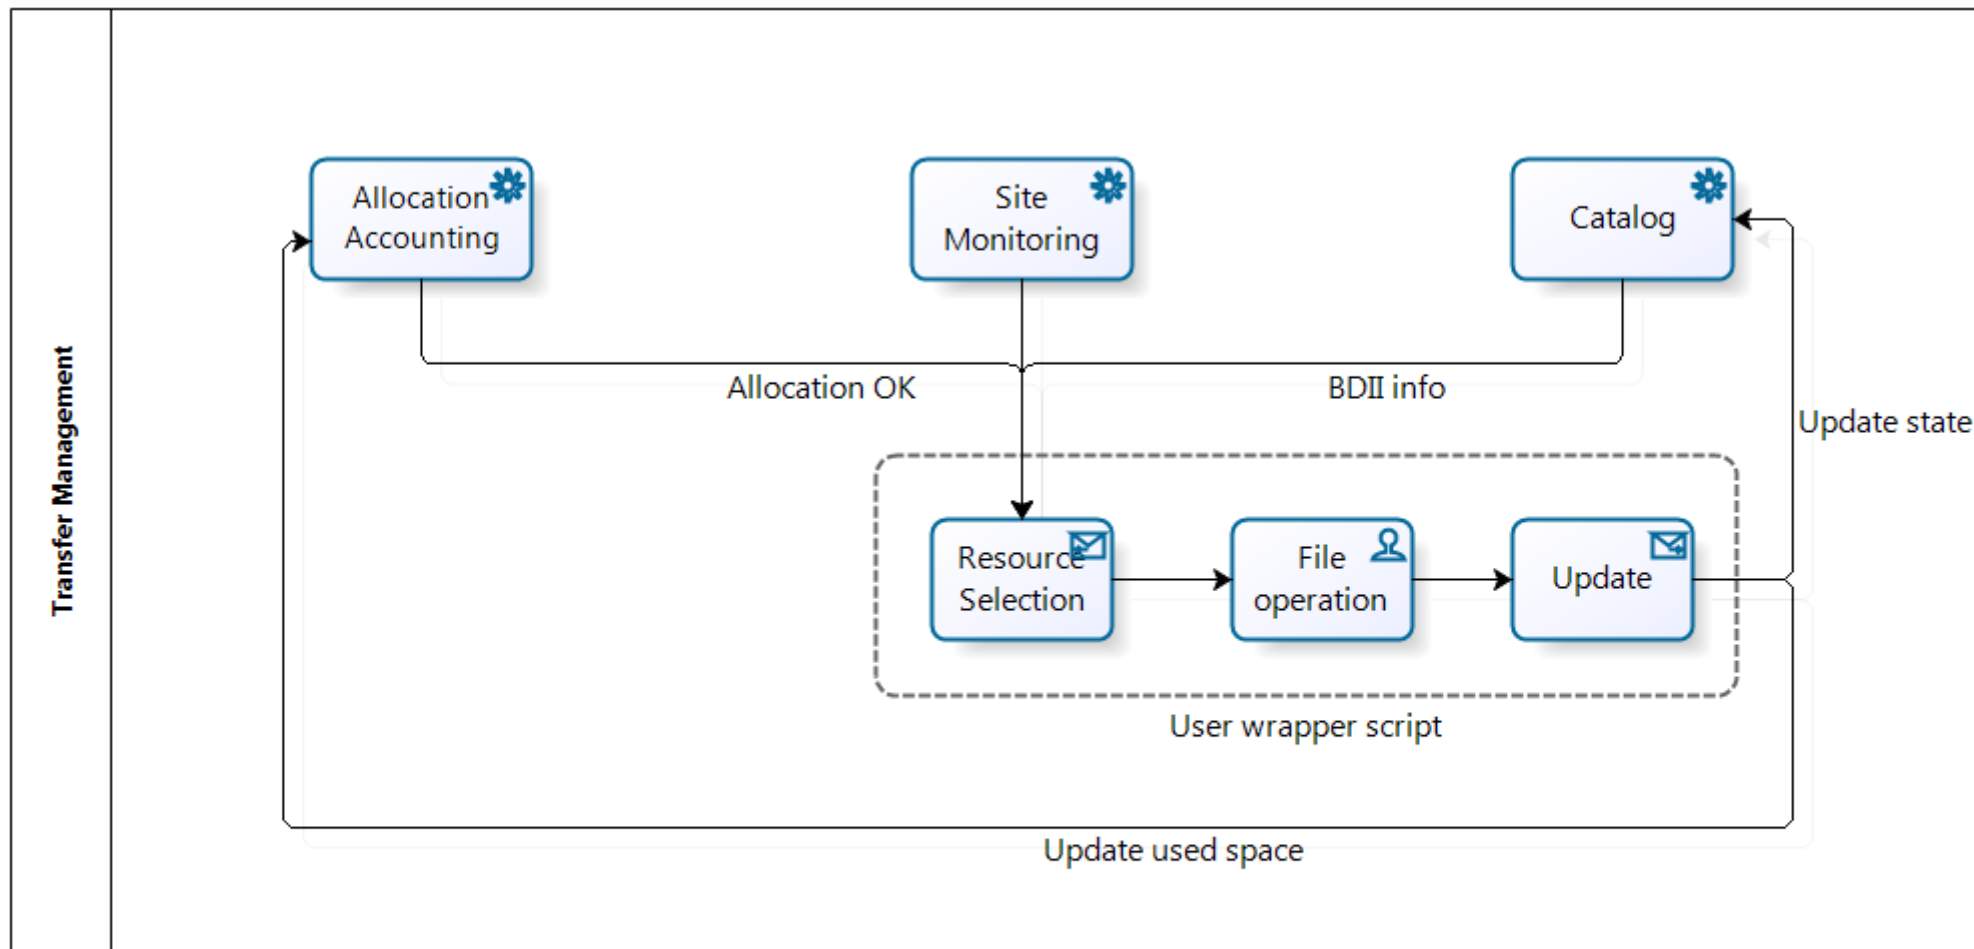 Transfer Management
Allocation
Accounting
Site
Monitoring
Catalog
Allocation OK
BDII info
Update state
Resource
Selection
File
operation
Update
User wrapper script
Update used space